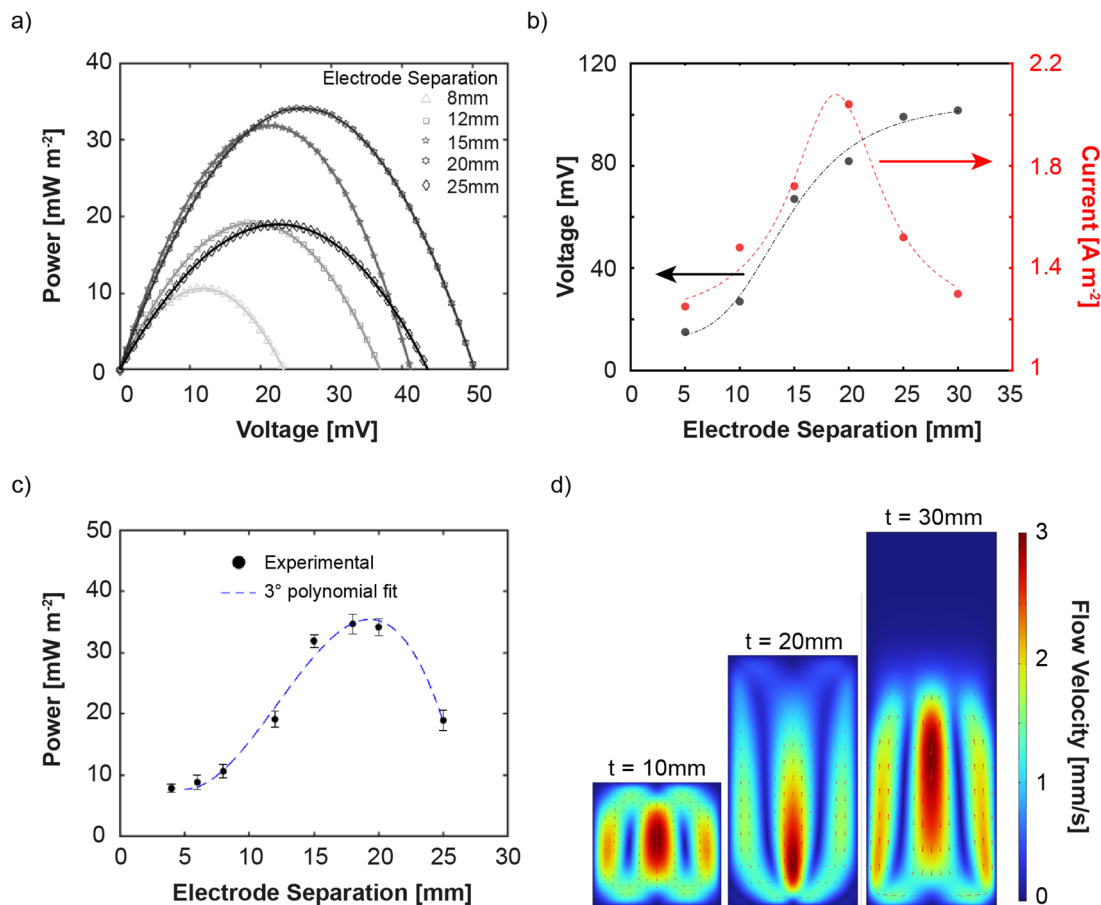 a)
Power [mW m⁻²]
40
30
20
10
0
0 10 20 30 40 50
Voltage [mV]
Electrode Separation
8mm
12mm
15mm
20mm
25mm
b)
Voltage [mV]
120
80
40
0
0 5 10 15 20 25 30 35
Electrode Separation [mm]
2.2
1.8
1.4
1
Current [A m⁻²]
c)
Power [mW m⁻²]
50
40
30
20
10
0
0 5 10 15 20 25 30
Electrode Separation [mm]
Experimental
3° polynomial fit
d)
t = 10mm
t = 20mm
t = 30mm
3
2
1
0
Flow Velocity [mm/s]